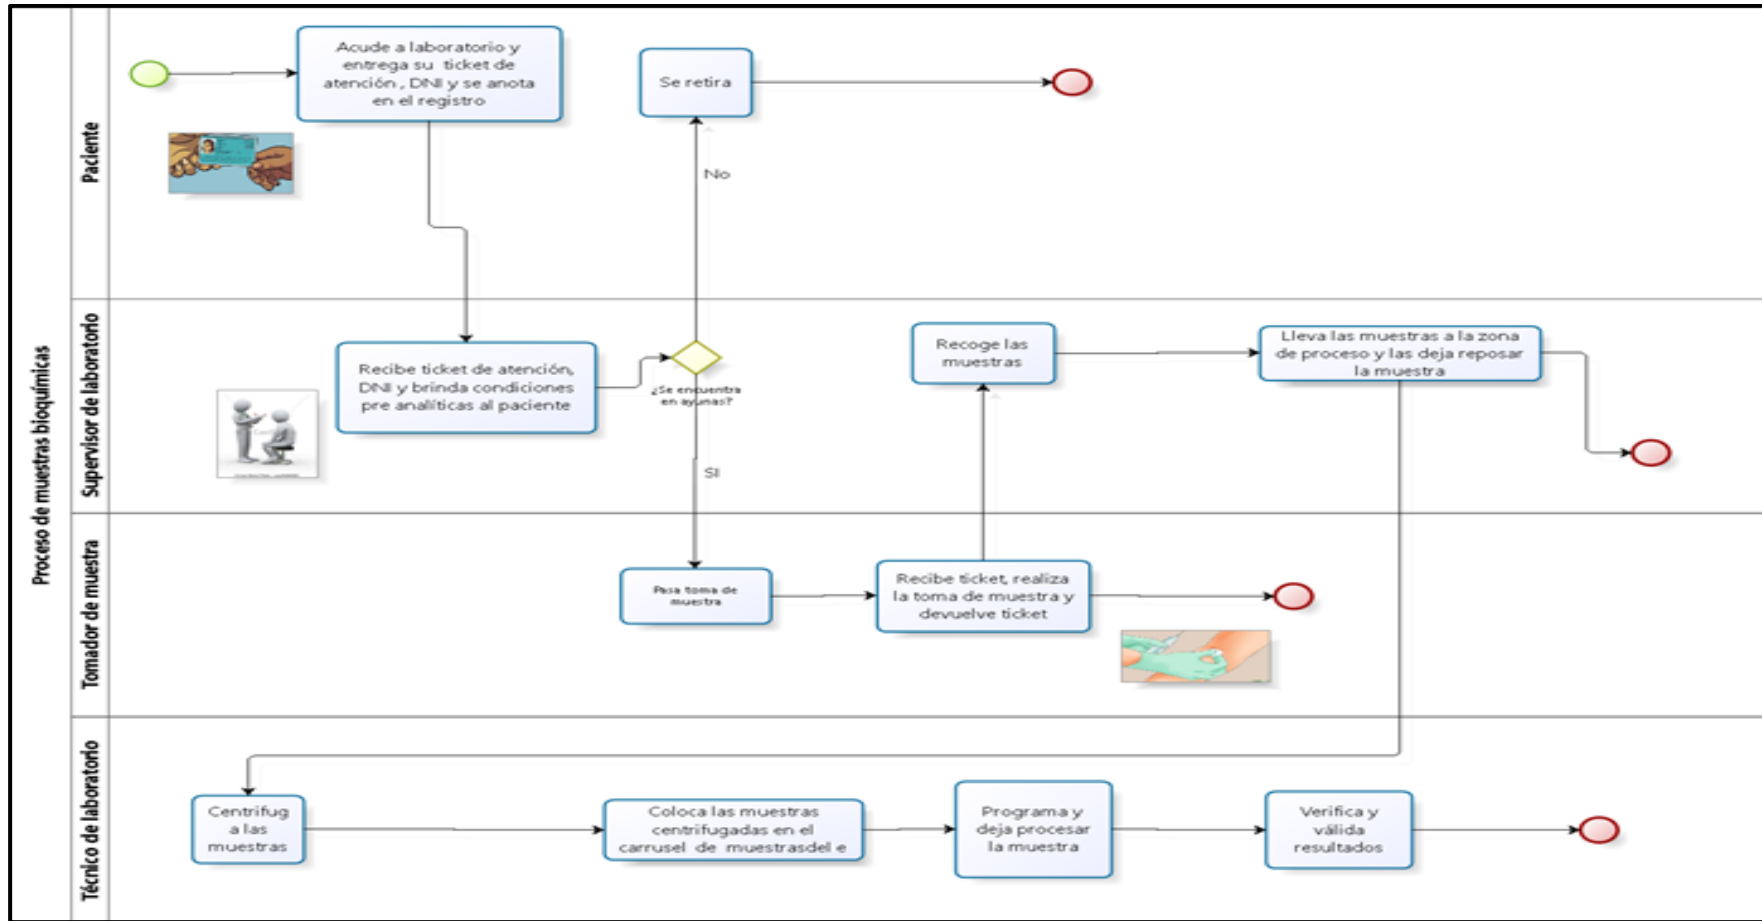 Proceso de muestras bioquímicas
Paciente
Acude a laboratorio y
entrega su ticket de
atención , DNI y se anota
en el registro
Se retira
No
Supervisor de laboratorio
Recibe ticket de atención,
DNI y brinda condiciones
pre analíticas al paciente
¿Se encuentra
en ayunas?
SI
Recoge las
muestras
Lleva las muestras a la zona
de proceso y las deja reposar
la muestra
Tomador de muestra
Pasa toma de
muestra
Recibe ticket, realiza
la toma de muestra y
devuelve ticket
Técnico de laboratorio
Centrifug
a las
muestras
Coloca las muestras
centrifugadas en el
carrusel de muestrasdel e
Programa y
deja procesar
la muestra
Verifica y
válida
resultados